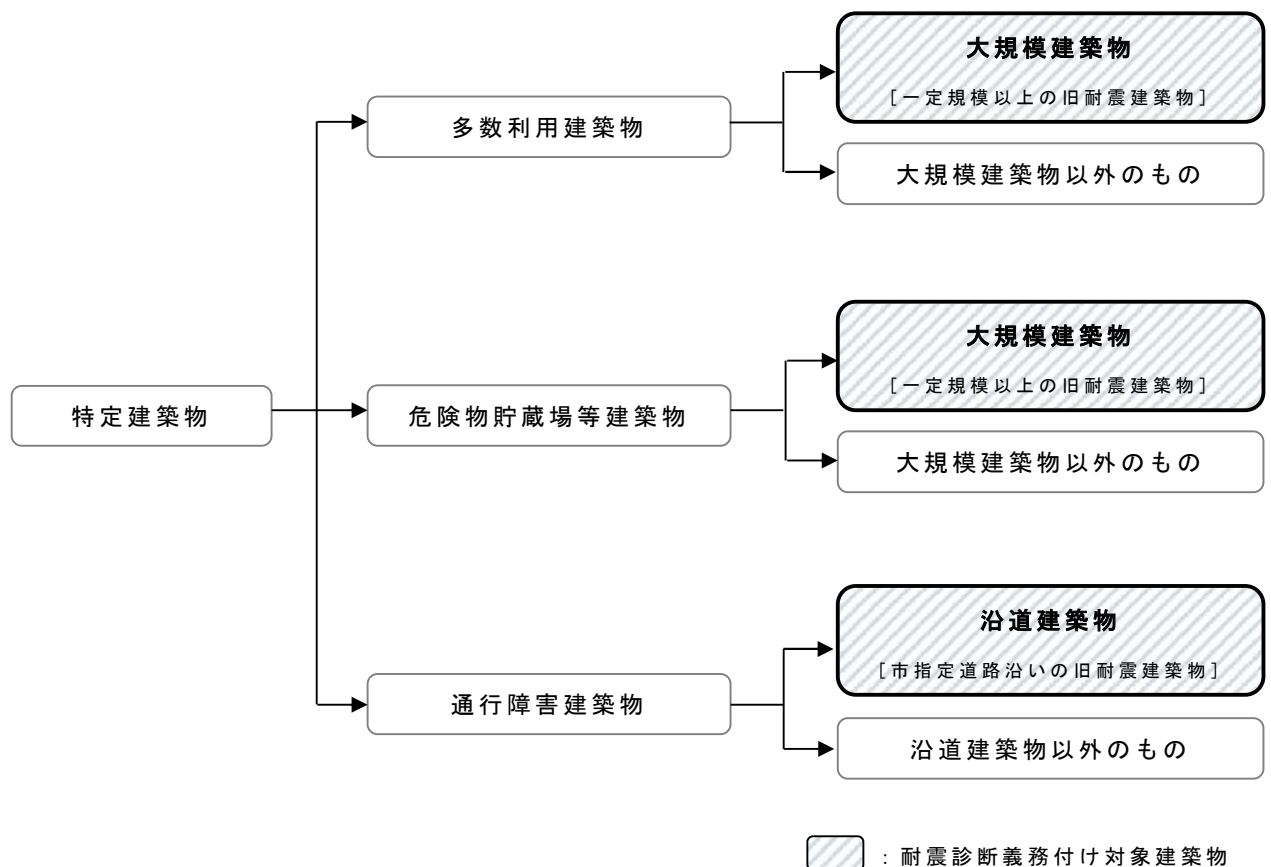 大規模建築物
[一定規模以上の旧耐震建築物]
多数利用建築物
大規模建築物以外のもの
大規模建築物
[一定規模以上の旧耐震建築物]
特定建築物
危険物貯蔵場等建築物
大規模建築物以外のもの
沿道建築物
[市指定道路沿いの旧耐震建築物]
通行障害建築物
沿道建築物以外のもの
：耐震診断義務付け対象建築物